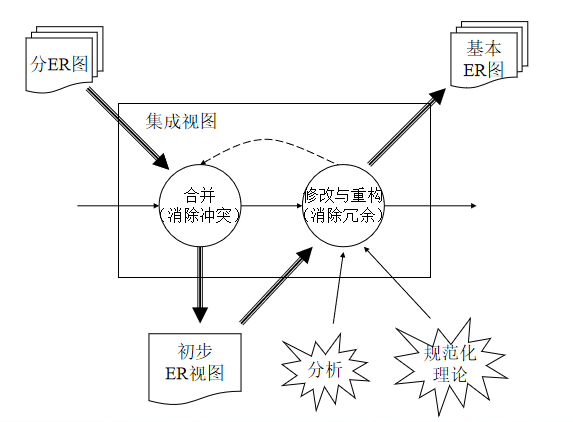 分ER图
基本
ER图
集成视图
合并
(消除冲突)
修改与重构
(消除冗余)
初步
ER视图
分析
规范化
理论